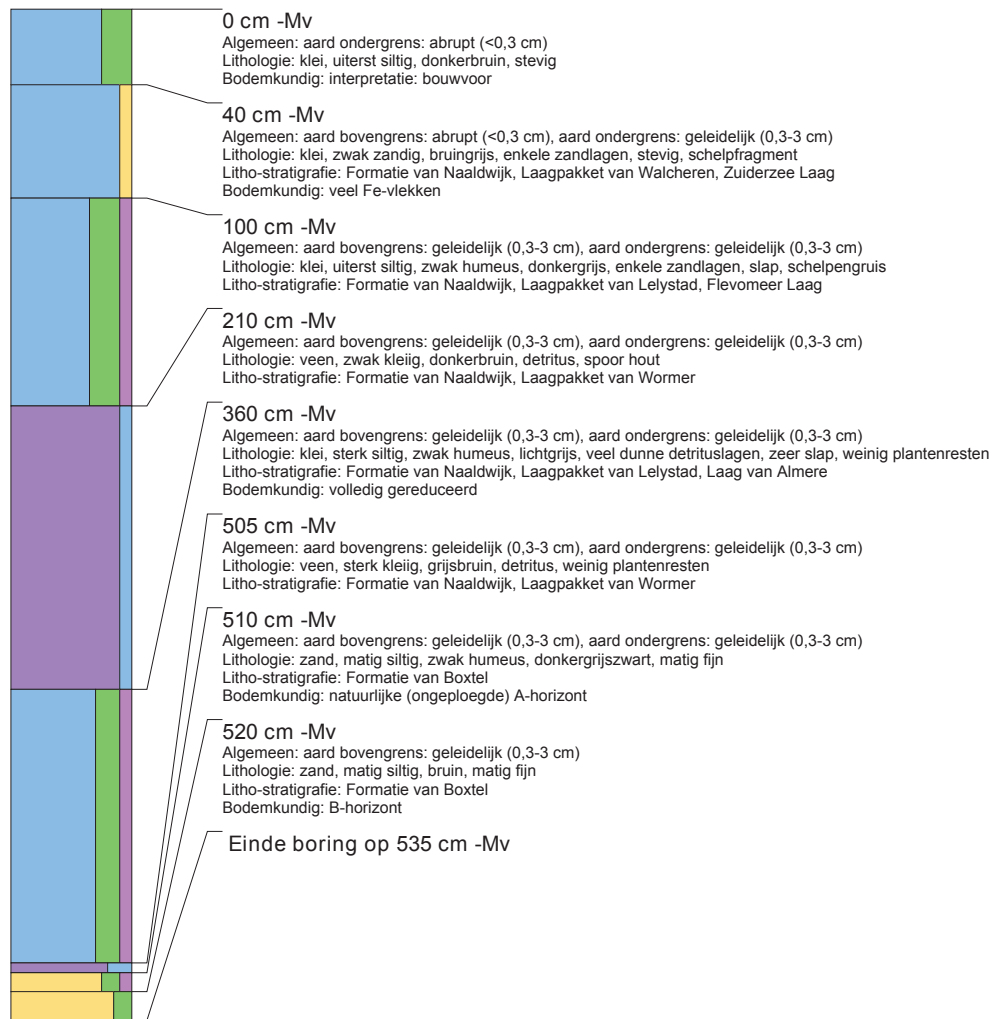 0 cm -Mv
Algemeen: aard ondergrens: abrupt (<0,3 cm)
Lithologie: klei, uiterst siltig, donkerbruin, stevig
Bodemkundig: interpretatie: bouwvoor
40 cm -Mv
Algemeen: aard bovengrens: abrupt (<0,3 cm), aard ondergrens: geleidelijk (0,3-3 cm)
Lithologie: klei, zwak zandig, bruingrijs, enkele zandlagen, stevig, schelpfragment
Litho-stratigrafie: Formatie van Naaldwijk, Laagpakket van Walcheren, Zuiderzee Laag
Bodemkundig: veel Fe-vlekken
100 cm -Mv
Algemeen: aard bovengrens: geleidelijk (0,3-3 cm), aard ondergrens: geleidelijk (0,3-3 cm)
Lithologie: klei, uiterst siltig, zwak humeus, donkergrijs, enkele zandlagen, slap, schelpengruis
Litho-stratigrafie: Formatie van Naaldwijk, Laagpakket van Lelystad, Flevomeer Laag
210 cm -Mv
Algemeen: aard bovengrens: geleidelijk (0,3-3 cm), aard ondergrens: geleidelijk (0,3-3 cm)
Lithologie: veen, zwak kleiig, donkerbruin, detritus, spoor hout
Litho-stratigrafie: Formatie van Naaldwijk, Laagpakket van Wormer
360 cm -Mv
Algemeen: aard bovengrens: geleidelijk (0,3-3 cm), aard ondergrens: geleidelijk (0,3-3 cm)
Lithologie: klei, sterk siltig, zwak humeus, lichtgrijs, veel dunne detrituslagen, zeer slap, weinig plantenresten
Litho-stratigrafie: Formatie van Naaldwijk, Laagpakket van Lelystad, Laag van Almere
Bodemkundig: volledig gereduceerd
505 cm -Mv
Algemeen: aard bovengrens: geleidelijk (0,3-3 cm), aard ondergrens: geleidelijk (0,3-3 cm)
Lithologie: veen, sterk kleiig, grijsbruin, detritus, weinig plantenresten
Litho-stratigrafie: Formatie van Naaldwijk, Laagpakket van Wormer
510 cm -Mv
Algemeen: aard bovengrens: geleidelijk (0,3-3 cm), aard ondergrens: geleidelijk (0,3-3 cm)
Lithologie: zand, matig siltig, zwak humeus, donkergrijszwart, matig fijn
Litho-stratigrafie: Formatie van Boxtel
Bodemkundig: natuurlijke (ongeploegde) A-horizont
520 cm -Mv
Algemeen: aard bovengrens: geleidelijk (0,3-3 cm)
Lithologie: zand, matig siltig, bruin, matig fijn
Litho-stratigrafie: Formatie van Boxtel
Bodemkundig: B-horizont
Einde boring op 535 cm -Mv